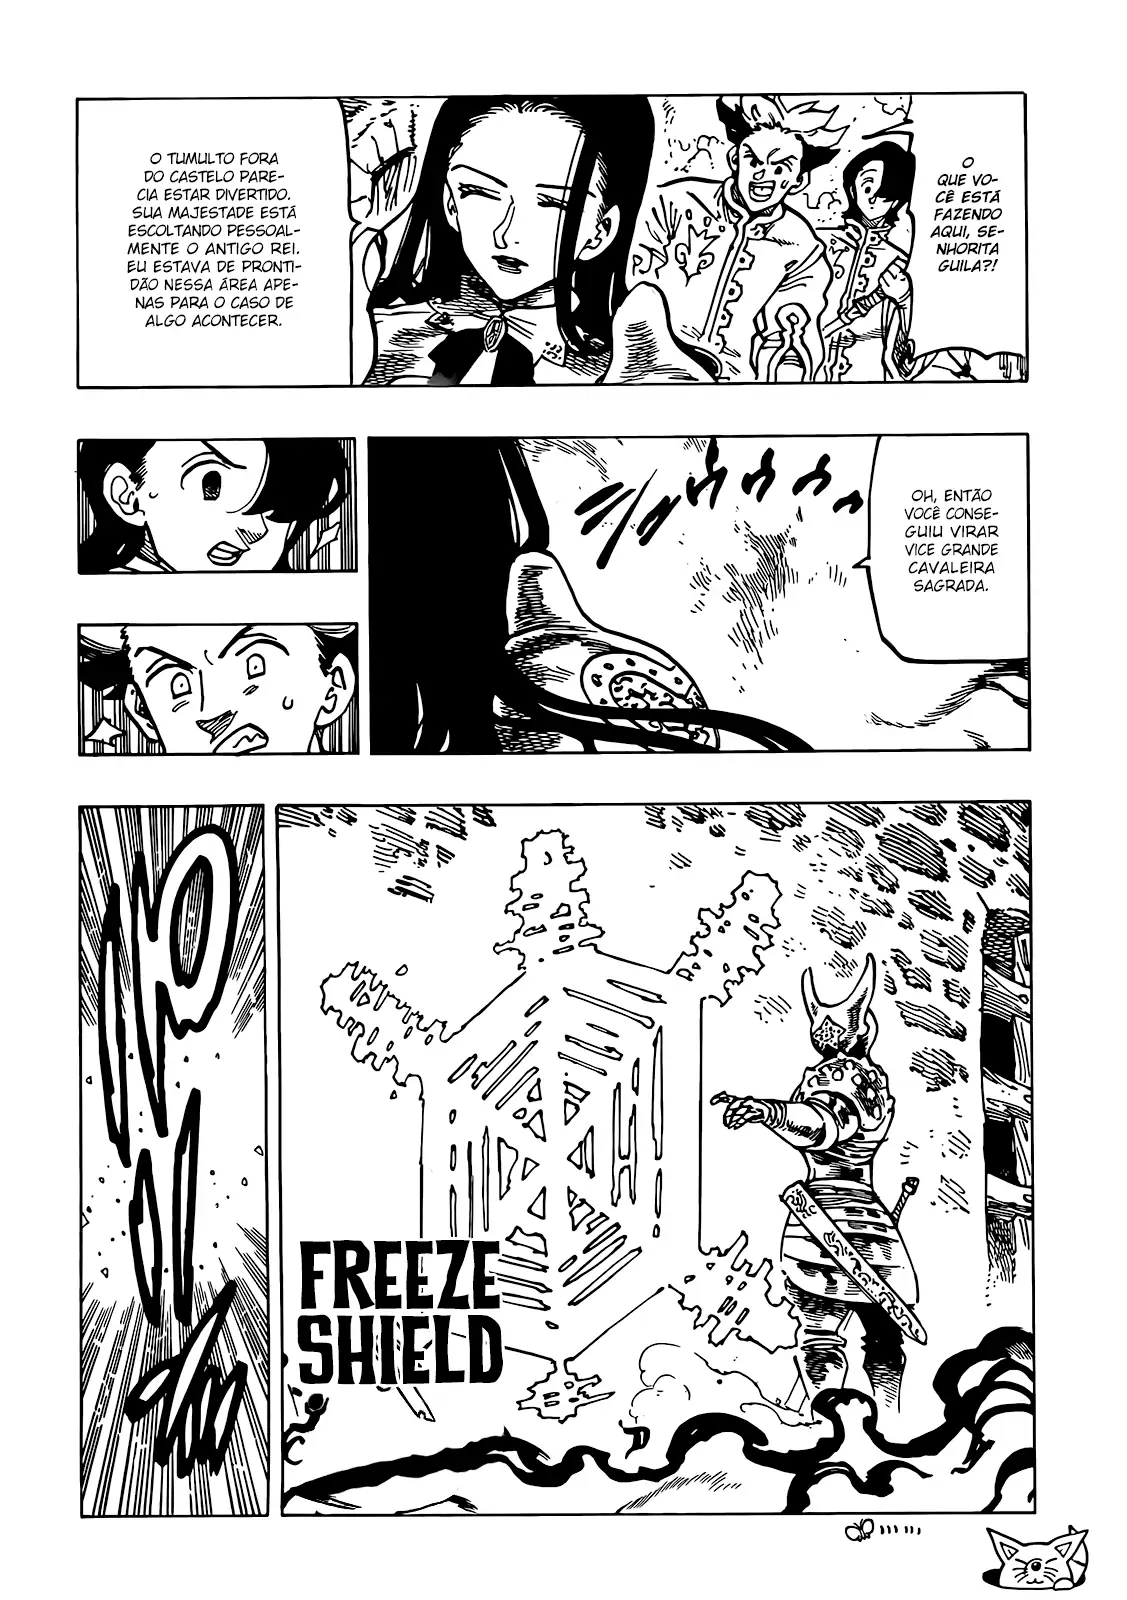 O
QUE VO-
CÊ ESTÁ
FAZENDO
AQUI, SE-
NHORITA
GUILA?!
O TUMULTO FORA
DO CASTELO PARE-
CIA ESTAR DIVERTIDO.
SUA MAJESTADE ESTÁ
ESCOLTANDO PESSOAL-
MENTE O ANTIGO REI.
EU ESTAVA DE PRONTI-
DÃO NESSA ÁREA APE-
NAS PARA O CASO DE
ALGO ACONTECER.
OH, ENTÃO
VOCÊ CONSE-
GUIU VIRAR
VICE GRANDE
CAVALEIRA
SAGRADA.
FREEZE
SHIELD